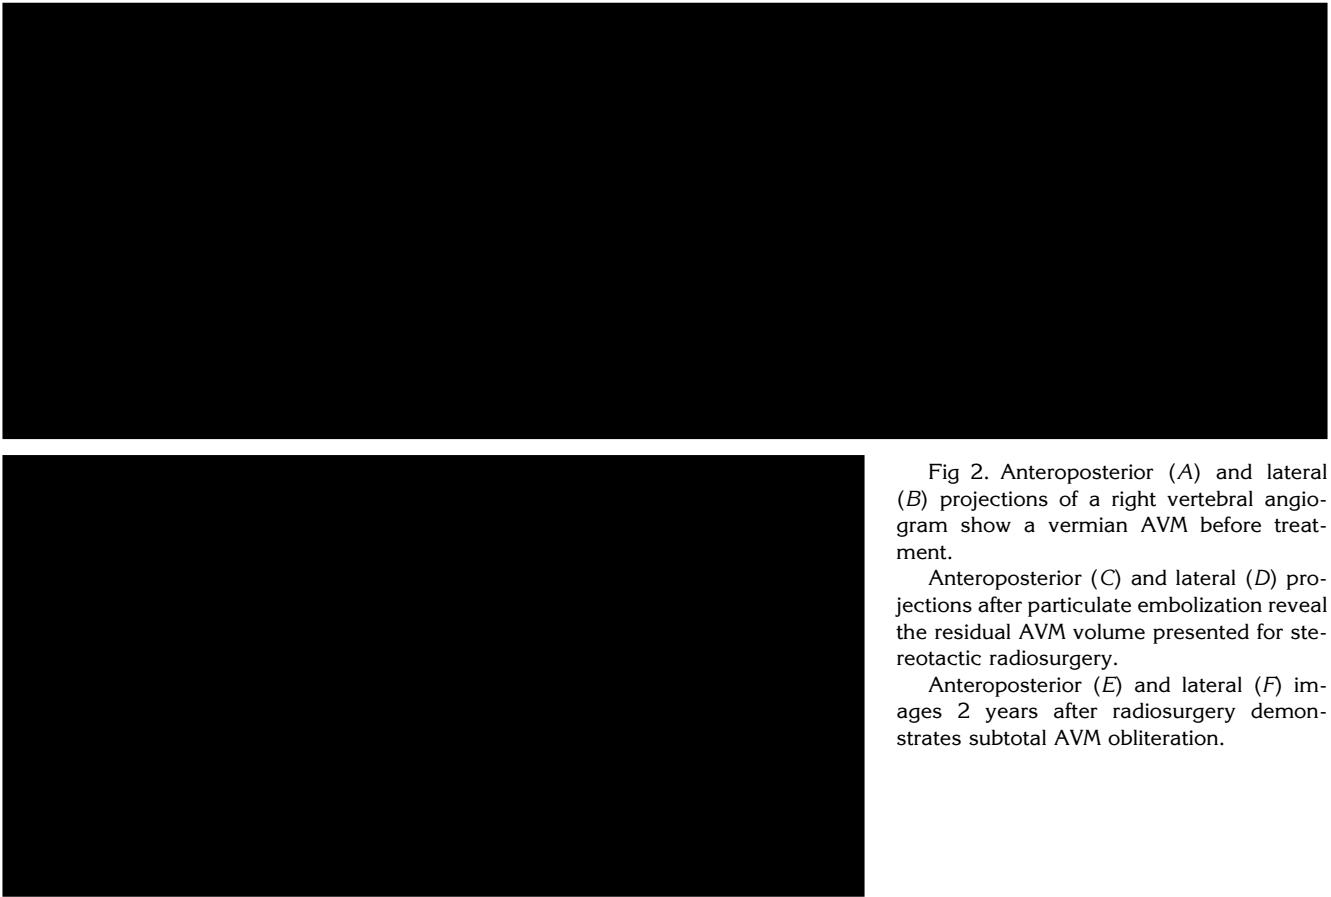 Fig 2. Anteroposterior (A) and lateral
(B) projections of a right vertebral angio-
gram show a vermian AVM before treat-
ment.
Anteroposterior (C) and lateral (D) pro-
jections after particulate embolization reveal
the residual AVM volume presented for ste-
reotactic radiosurgery.
Anteroposterior (E) and lateral (F) im-
ages 2 years after radiosurgery demon-
strates subtotal AVM obliteration.